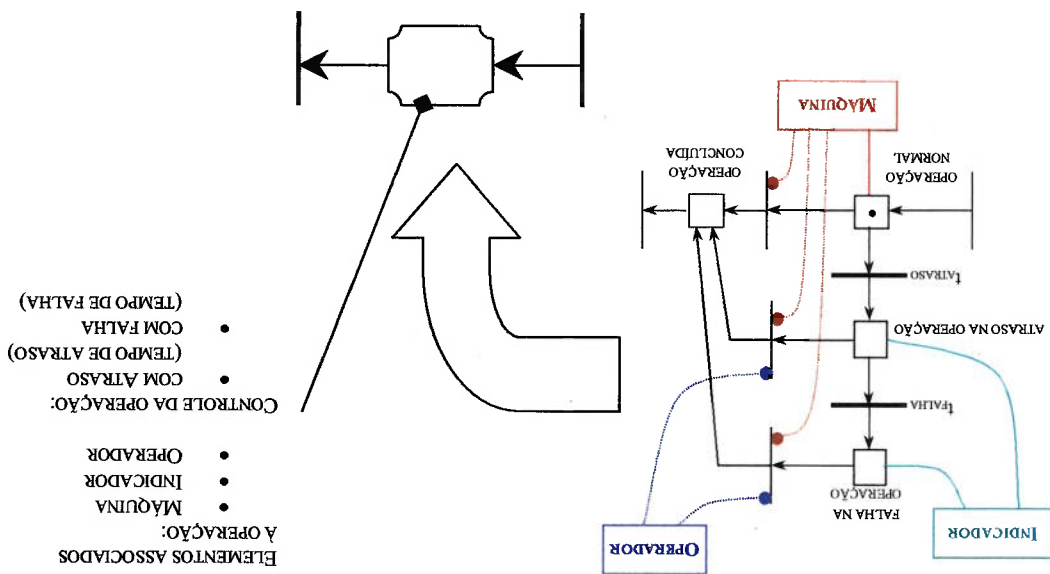 INDICADOR
OPERADOR
FALHA NA
OPERAÇÃO
tFALHA
ATRASO NA OPERAÇÃO
tATRASO
OPERAÇÃO
NORMAL
OPERAÇÃO
CONCLUÍDA
MÁQUINA
ELEMENTOS ASSOCIADOS
À OPERAÇÃO:
• MÁQUINA
• INDICADOR
• OPERADOR
CONTROLE DA OPERAÇÃO:
• COM ATRASO
(TEMPO DE ATRASO)
• COM FALHA
(TEMPO DE FALHA)